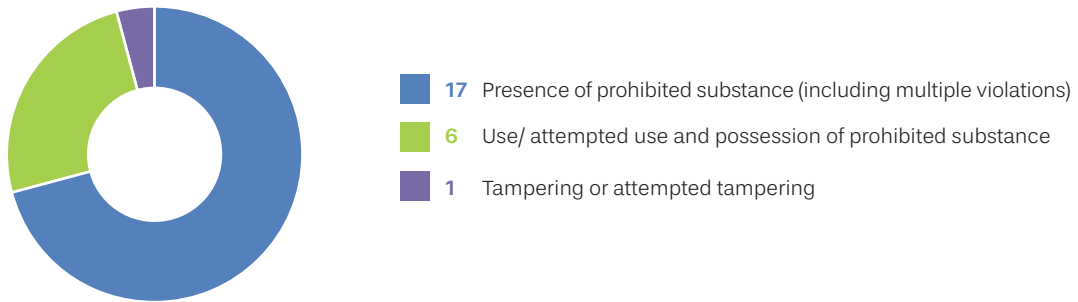 17 Presence of prohibited substance (including multiple violations)
6 Use/ attempted use and possession of prohibited substance
1 Tampering or attempted tampering